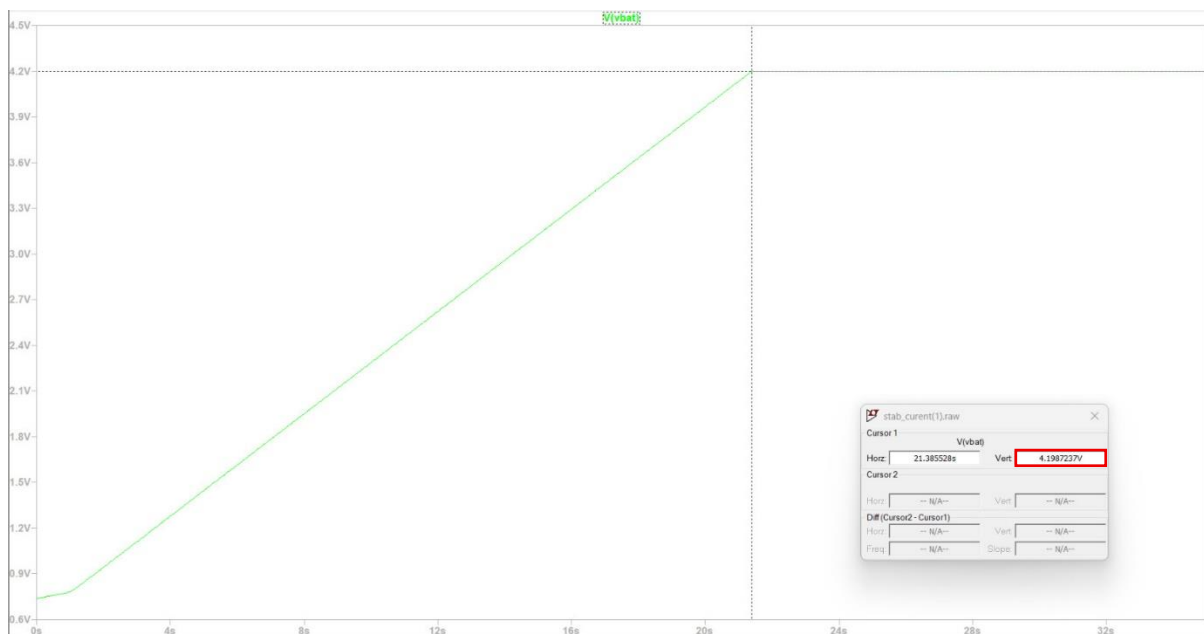 V(vbat)
4.5V
4.2V
3.9V
3.6V
3.3V
3.0V
2.7V
2.4V
2.1V
1.8V
1.5V
1.2V
0.9V
0.6V
0s 4s 8s 12s 16s 20s 24s 28s 32s
stab_curent(1).raw
Cursor 1
V(vbat)
Horz: 21.385528s Vert: 4.1987237V
Cursor 2
Horz: -- N/A-- Vert: -- N/A--
Diff (Cursor2 - Cursor1)
Horz: -- N/A-- Vert: -- N/A--
Freq: -- N/A-- Slope: -- N/A--